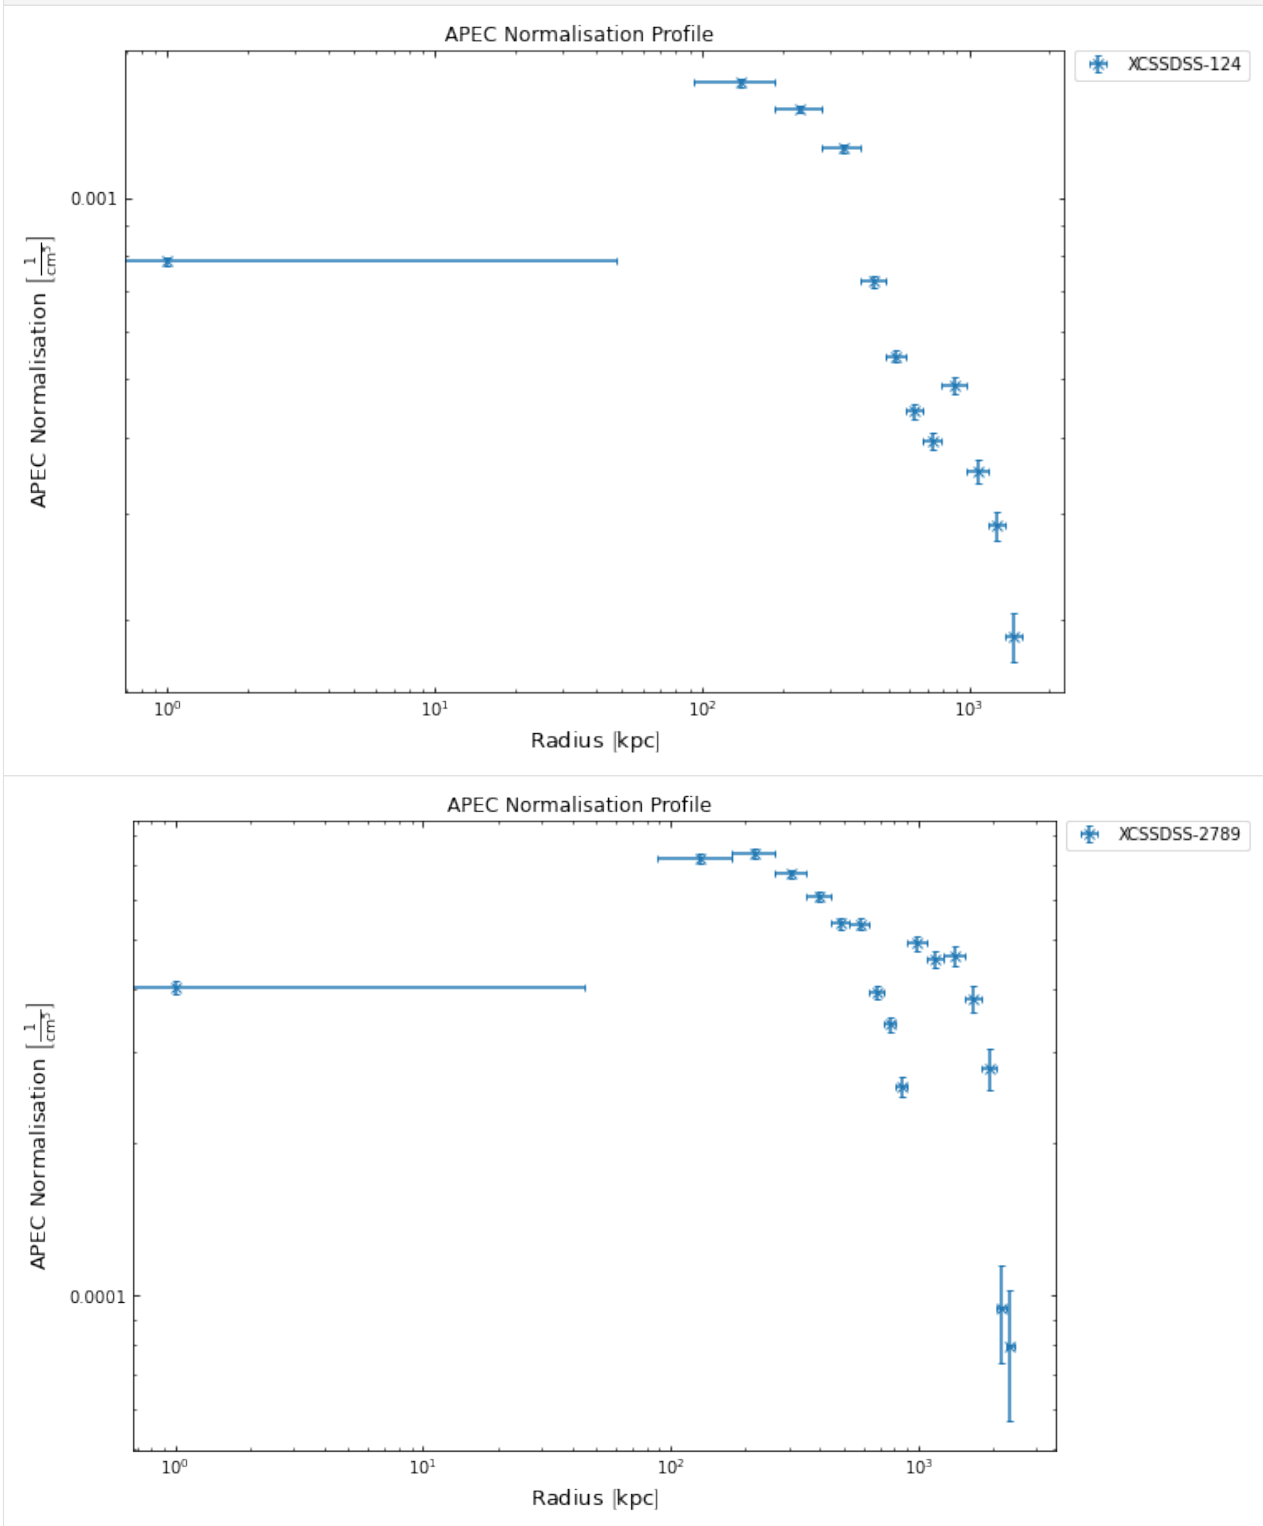 APEC Normalisation Profile
XCSSDSS-124
0.001
APEC Normalisation [1/cm⁵]
10⁰ 10¹ 10² 10³
Radius [kpc]
APEC Normalisation Profile
XCSSDSS-2789
APEC Normalisation [1/cm⁵]
0.0001
10⁰ 10¹ 10² 10³
Radius [kpc]